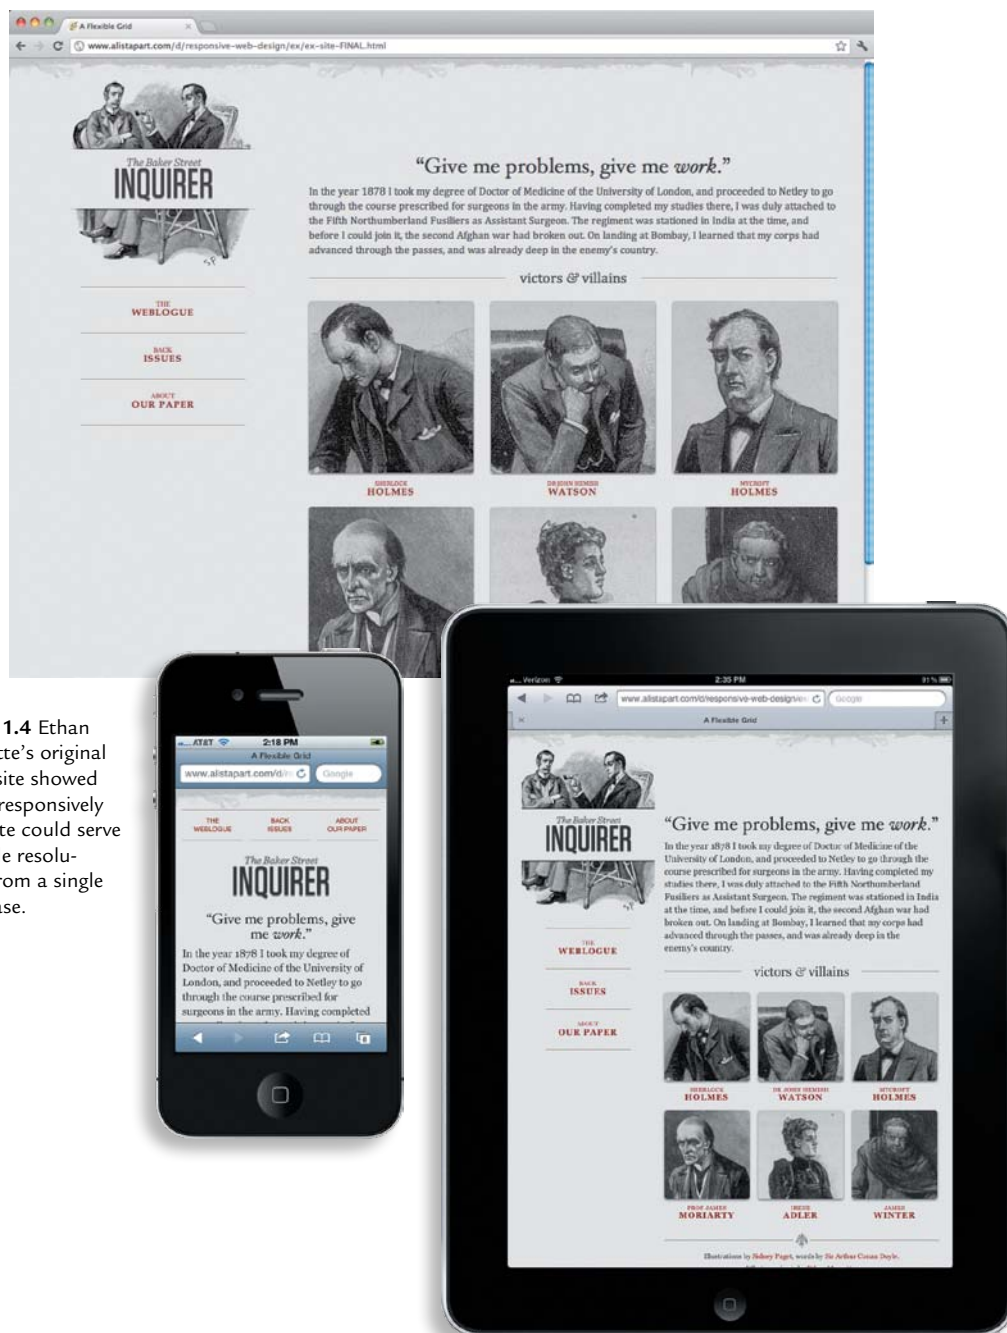 A Flexible Grid
www.alistapart.com/d/responsive-web-design/ex/ex-site-FINAL.html
The Baker Street
INQUIRER
THE
WEBLOGUE
BACK
ISSUES
ABOUT
OUR PAPER
“Give me problems, give me work.”
In the year 1878 I took my degree of Doctor of Medicine of the University of London, and proceeded to Netley to go
through the course prescribed for surgeons in the army. Having completed my studies there, I was duly attached to
the Fifth Northumberland Fusiliers as Assistant Surgeon. The regiment was stationed in India at the time, and
before I could join it, the second Afghan war had broken out. On landing at Bombay, I learned that my corps had
advanced through the passes, and was already deep in the enemy’s country.
victors & villains
SHERLOCK
HOLMES
DR JOHN HEMISH
WATSON
MYCROFT
HOLMES
SP
1.4 Ethan
tte’s original
site showed
responsively
te could serve
e resolu-
rom a single
ase.
AT&T 2:18 PM
A Flexible Grid
www.alistapart.com/d/r Google
THE
WEBLOGUE
BACK
ISSUES
ABOUT
OUR PAPER
The Baker Street
INQUIRER
“Give me problems, give
me work.”
In the year 1878 I took my degree of
Doctor of Medicine of the University of
London, and proceeded to Netley to go
through the course prescribed for
surgeons in the army. Having completed
Verizon 2:35 PM 91%
www.alistapart.com/d/responsive-web-design/ex Google
A Flexible Grid
The Baker Street
INQUIRER
THE
WEBLOGUE
BACK
ISSUES
ABOUT
OUR PAPER
“Give me problems, give me work.”
In the year 1878 I took my degree of Doctor of Medicine of the
University of London, and proceeded to Netley to go through the
course prescribed for surgeons in the army. Having completed my
studies there, I was duly attached to the Fifth Northumberland
Fusiliers as Assistant Surgeon. The regiment was stationed in India
at the time, and before I could join it, the second Afghan war had
broken out. On landing at Bombay, I learned that my corps had
advanced through the passes, and was already deep in the
enemy’s country.
victors & villains
SHERLOCK
HOLMES
DR JOHN HEMISH
WATSON
MYCROFT
HOLMES
PROF JAMES
MORIARTY
IRENE
ADLER
JAMES
WINTER
Illustrations by Sidney Paget, words by Sir Arthur Conan Doyle.